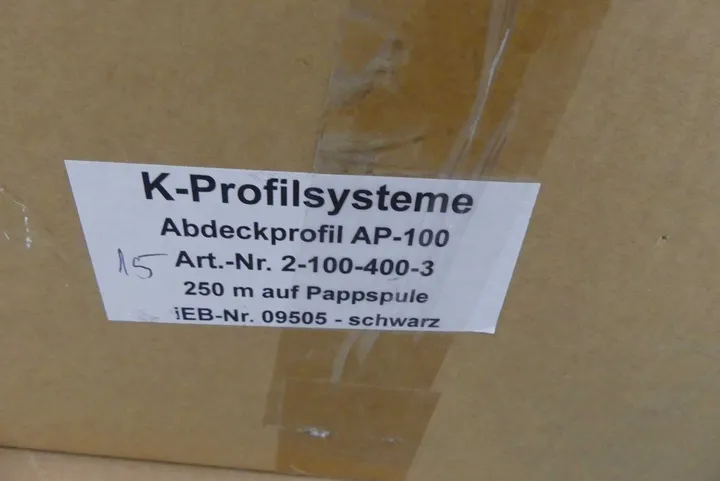 K-Profilsysteme
Abdeckprofil AP-100
15 Art.-Nr. 2-100-400-3
250 m auf Pappspule
iEB-Nr. 09505 - schwarz